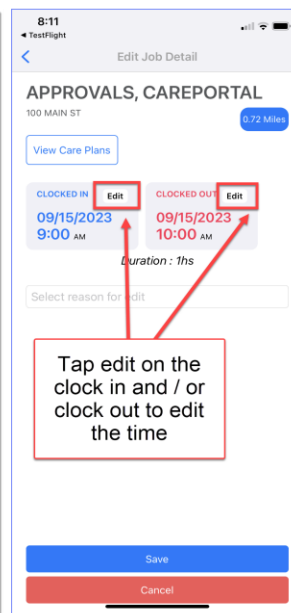 8:11
◀ TestFlight
Edit Job Detail
APPROVALS, CAREPORTAL
100 MAIN ST
0.72 Miles
View Care Plans
CLOCKED IN Edit CLOCKED OUT Edit
09/15/2023 09/15/2023
9:00 AM 10:00 AM
Duration : 1hs
Select reason for edit
Tap edit on the
clock in and / or
clock out to edit
the time
Save
Cancel